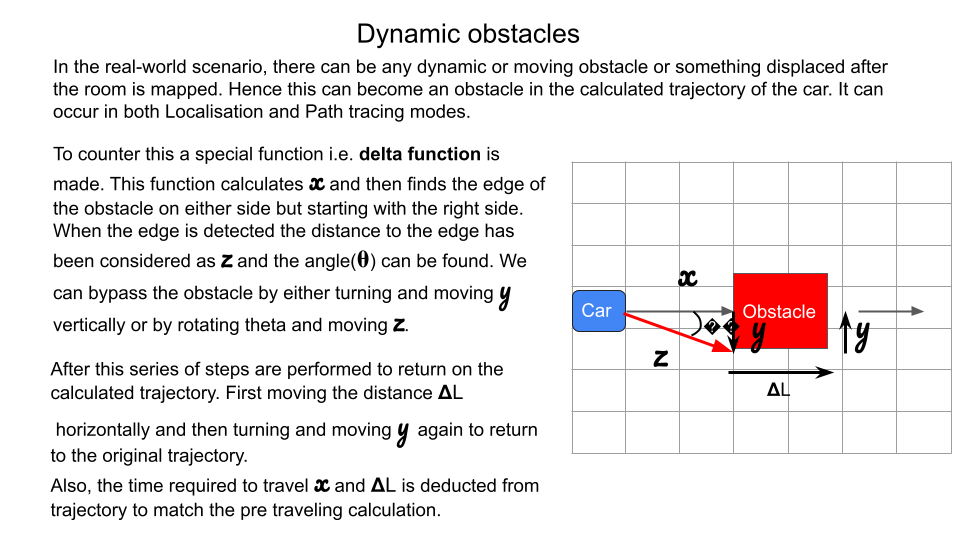 Dynamic obstacles
In the real-world scenario, there can be any dynamic or moving obstacle or something displaced after
the room is mapped. Hence this can become an obstacle in the calculated trajectory of the car. It can
occur in both Localisation and Path tracing modes.
To counter this a special function i.e. delta function is
made. This function calculates x and then finds the edge of
the obstacle on either side but starting with the right side.
When the edge is detected the distance to the edge has
been considered as z and the angle(θ) can be found. We
can bypass the obstacle by either turning and moving y
vertically or by rotating theta and moving z.
After this series of steps are performed to return on the
calculated trajectory. First moving the distance ΔL
horizontally and then turning and moving y again to return
to the original trajectory.
Also, the time required to travel x and ΔL is deducted from
trajectory to match the pre traveling calculation.
x
Car
Obstacle
��
y
y
z
ΔL